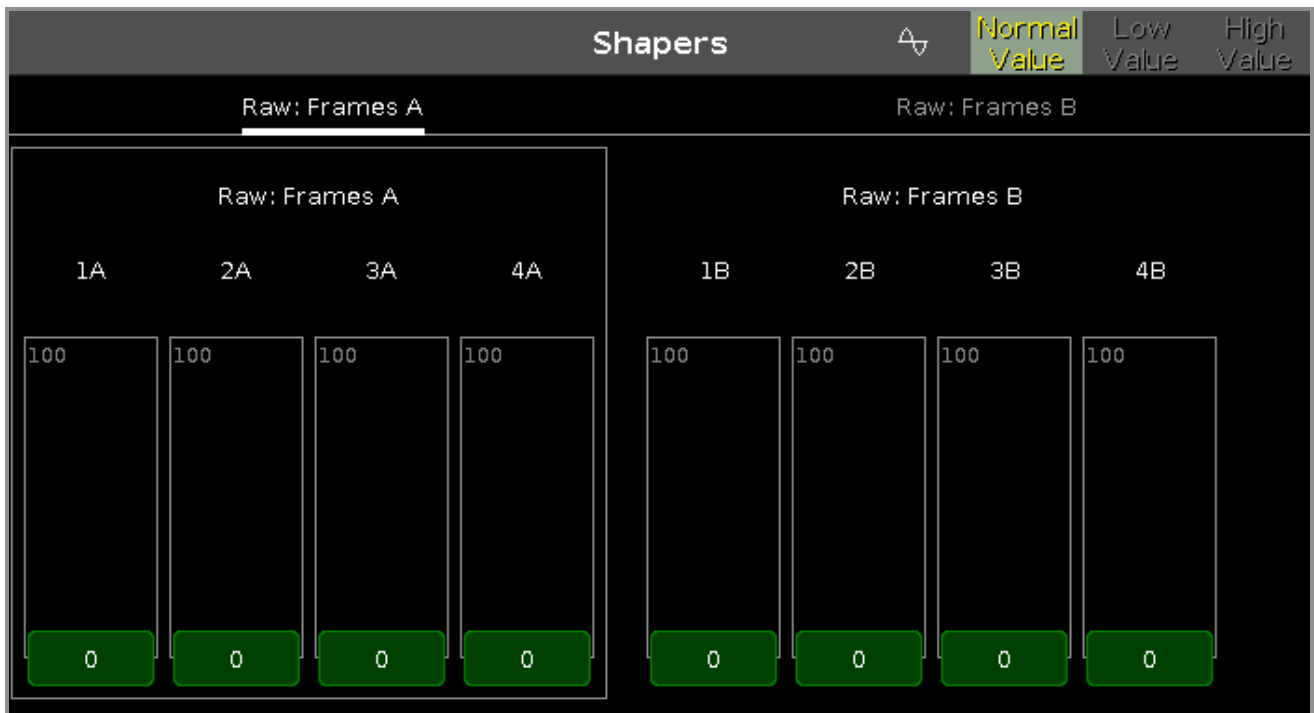 Shapers
Normal Value
Low Value
High Value
Raw: Frames A
Raw: Frames B
Raw: Frames A
Raw: Frames B
1A 2A 3A 4A 1B 2B 3B 4B
100 100 100 100 100 100 100 100
0 0 0 0 0 0 0 0